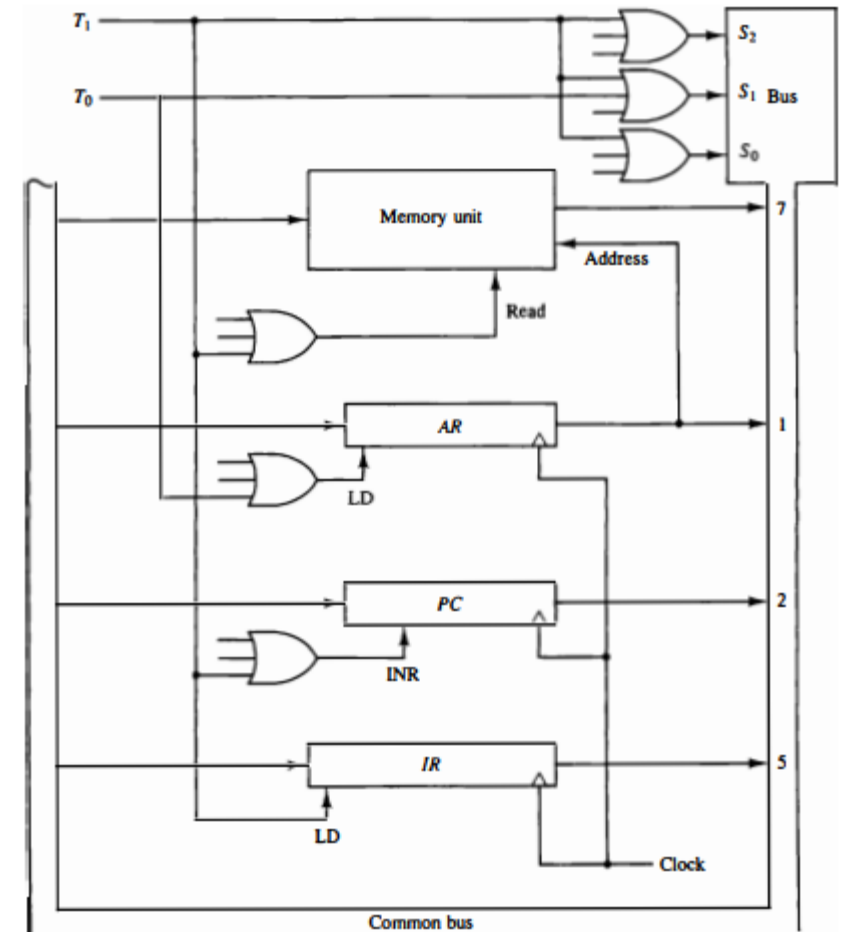 T₁
S₂
T₀
S₁ Bus
S₀
7
Memory unit
Address
Read
AR
1
LD
PC
2
INR
IR
5
LD
Clock
Common bus